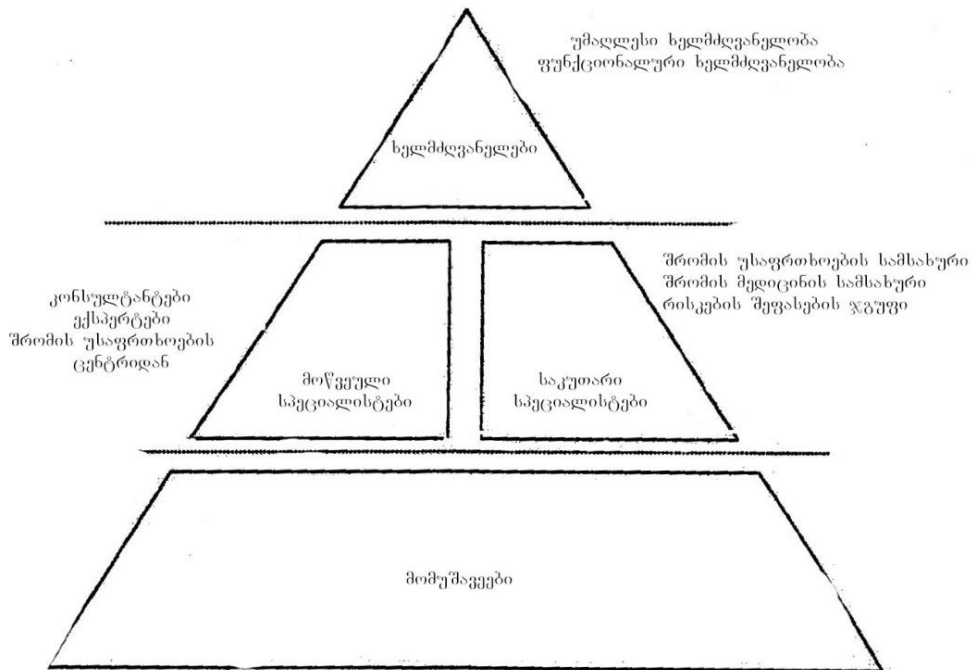 უმაღლესი ხელმძღვანელობა
ფუნქციონალური ხელმძღვანელობა
ხელმძღვანელები
კონსულტანტები
ექსპერტები
შრომის უსაფრთხოების
ცენტრიდან
შრომის უსაფრთხოების სამსახური
შრომის მედიცინის სამსახური
რისკების შეფასების ჯგუფი
მოწვეული
სპეციალისტები
საკუთარი
სპეციალისტები
მომუშავეები